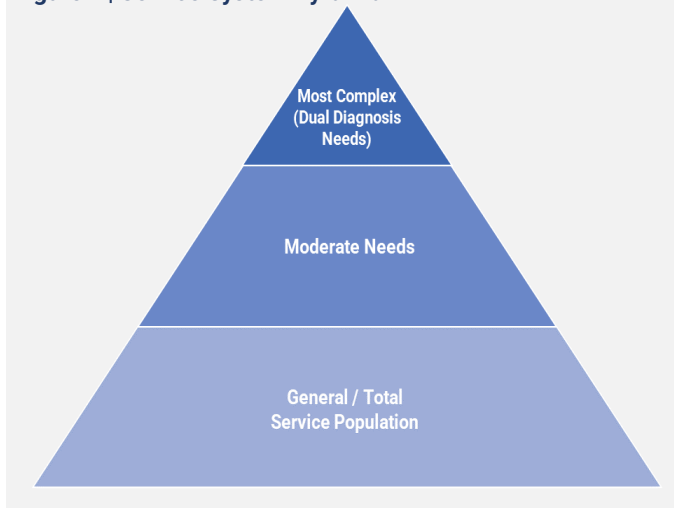 Most Complex
(Dual Diagnosis
Needs)
Moderate Needs
General / Total
Service Population